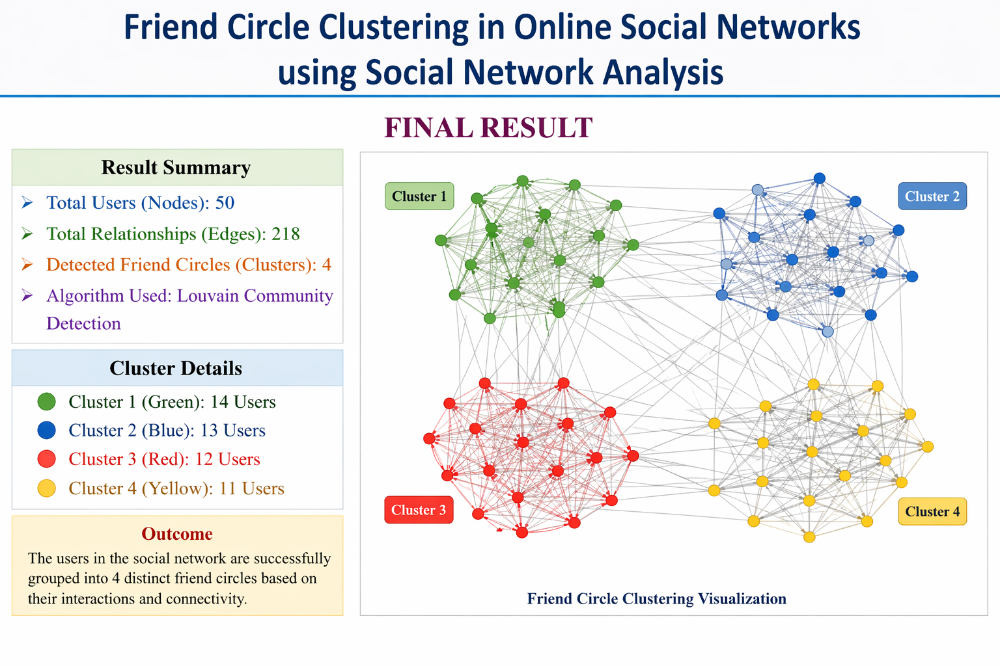 Friend Circle Clustering in Online Social Networks
using Social Network Analysis
FINAL RESULT
Result Summary
Total Users (Nodes): 50
Total Relationships (Edges): 218
Detected Friend Circles (Clusters): 4
Algorithm Used: Louvain Community
Detection
Cluster Details
Cluster 1 (Green): 14 Users
Cluster 2 (Blue): 13 Users
Cluster 3 (Red): 12 Users
Cluster 4 (Yellow): 11 Users
Outcome
The users in the social network are successfully
grouped into 4 distinct friend circles based on
their interactions and connectivity.
Cluster 1
Cluster 2
Cluster 3
Cluster 4
Friend Circle Clustering Visualization